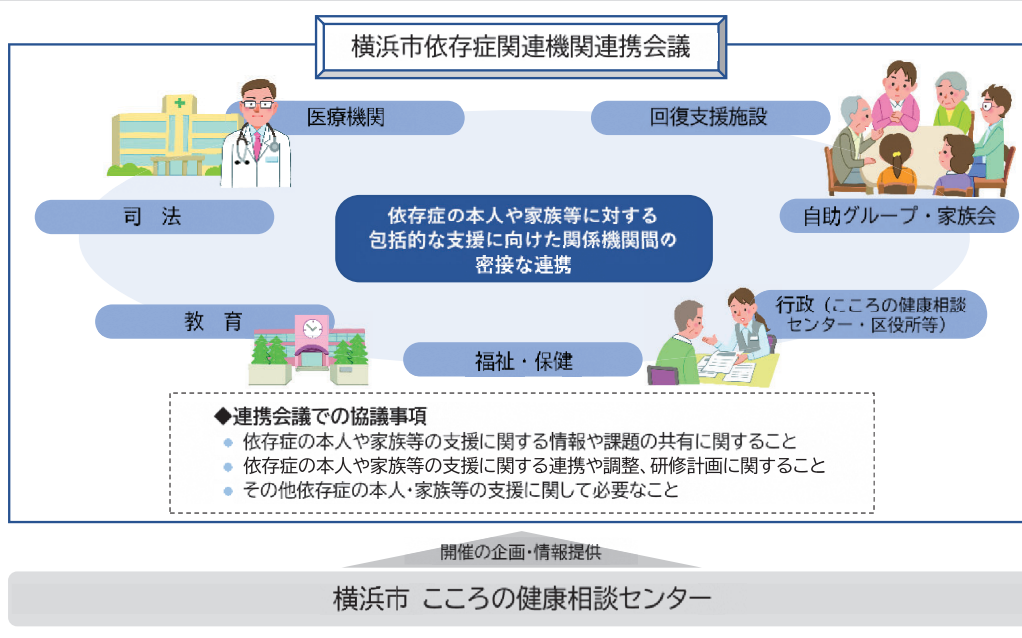 横浜市依存症関連機関連携会議
医療機関
回復支援施設
司 法
自助グループ・家族会
依存症の本人や家族等に対する
包括的な支援に向けた関係機関間の
密接な連携
教 育
行政（こころの健康相談
センター・区役所等）
福祉・保健
◆連携会議での協議事項
● 依存症の本人や家族等の支援に関する情報や課題の共有に関すること
● 依存症の本人や家族等の支援に関する連携や調整、研修計画に関すること
● その他依存症の本人・家族等の支援に関して必要なこと
開催の企画・情報提供
横浜市 こころの健康相談センター